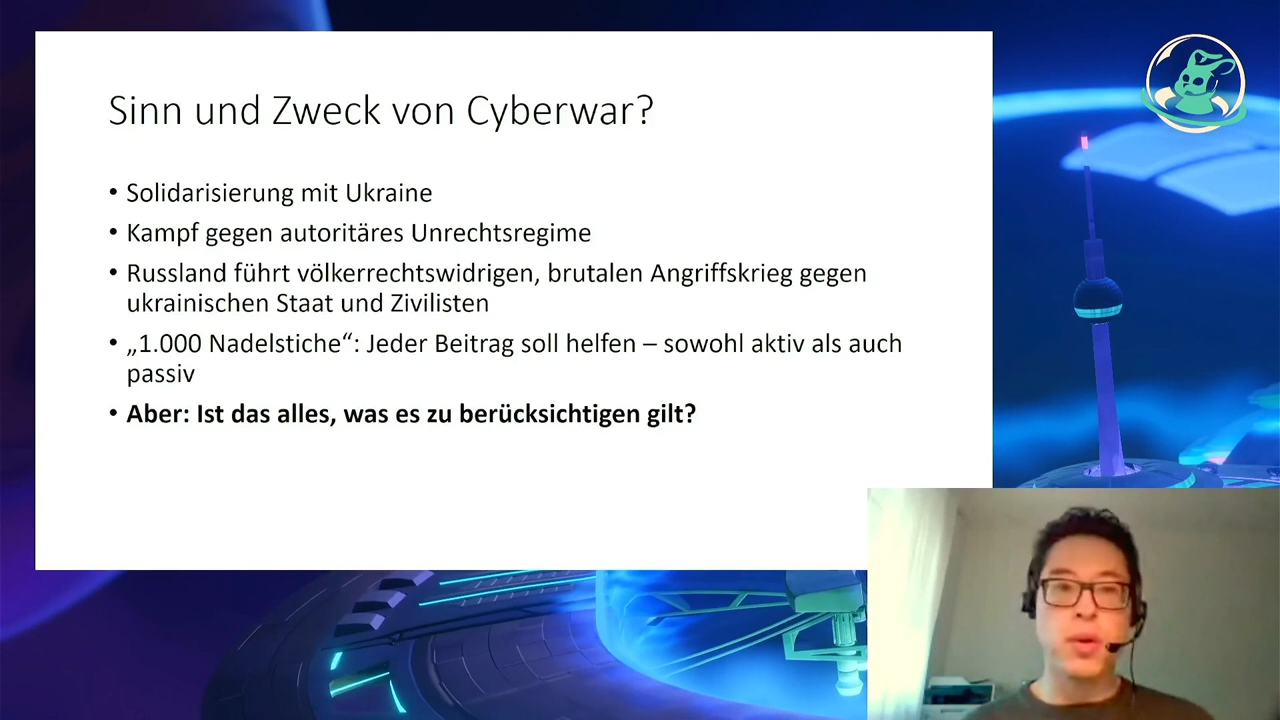 Sinn und Zweck von Cyberwar?
• Solidarisierung mit Ukraine
• Kampf gegen autoritäres Unrechtsregime
• Russland führt völkerrechtswidrigen, brutalen Angriffskrieg gegen
ukrainischen Staat und Zivilisten
• „1.000 Nadelstiche“: Jeder Beitrag soll helfen – sowohl aktiv als auch
passiv
• Aber: Ist das alles, was es zu berücksichtigen gilt?